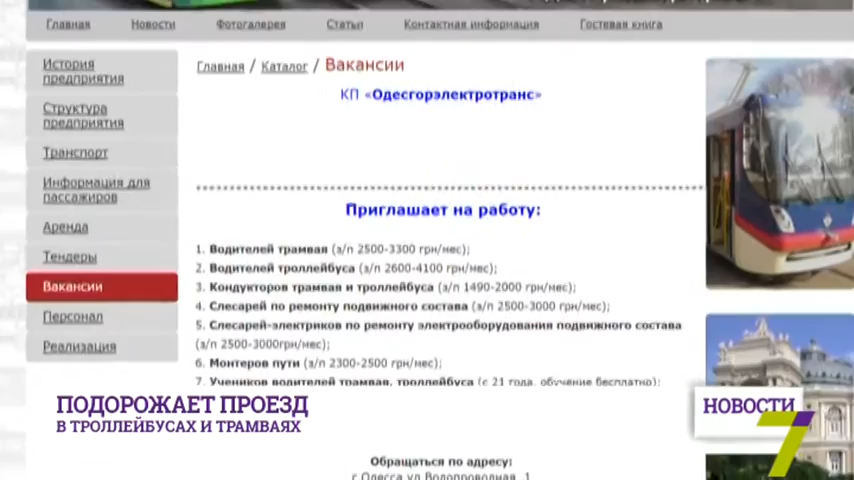 Главная Новости Фотогалерея Статьи Контактная информация Гостевая книга
История
предприятия
Структура
предприятия
Транспорт
Информация для
пассажиров
Аренда
Тендеры
Вакансии
Персонал
Реализация
Главная / Каталог / Вакансии
КП «Одесгорэлектротранс»
Приглашает на работу:
1. Водителей трамвая (з/п 2500-3300 грн/мес);
2. Водителей троллейбуса (з/п 2600-4100 грн/мес);
3. Кондукторов трамвая и троллейбуса (з/п 1490-2000 грн/мес);
4. Слесарей по ремонту подвижного состава (з/п 2500-3000 грн/мес);
5. Слесарей-электриков по ремонту электрооборудования подвижного состава
(з/п 2500-3000грн/мес);
6. Монтеров пути (з/п 2300-2500 грн/мес);
7. Учеников водителей трамвая, троллейбуса (с 21 года, обучение бесплатно);
Обращаться по адресу:
г.Одесса ул.Водопроводная, 1
ПОДОРОЖАЕТ ПРОЕЗД
В ТРОЛЛЕЙБУСАХ И ТРАМВАЯХ
НОВОСТИ
7